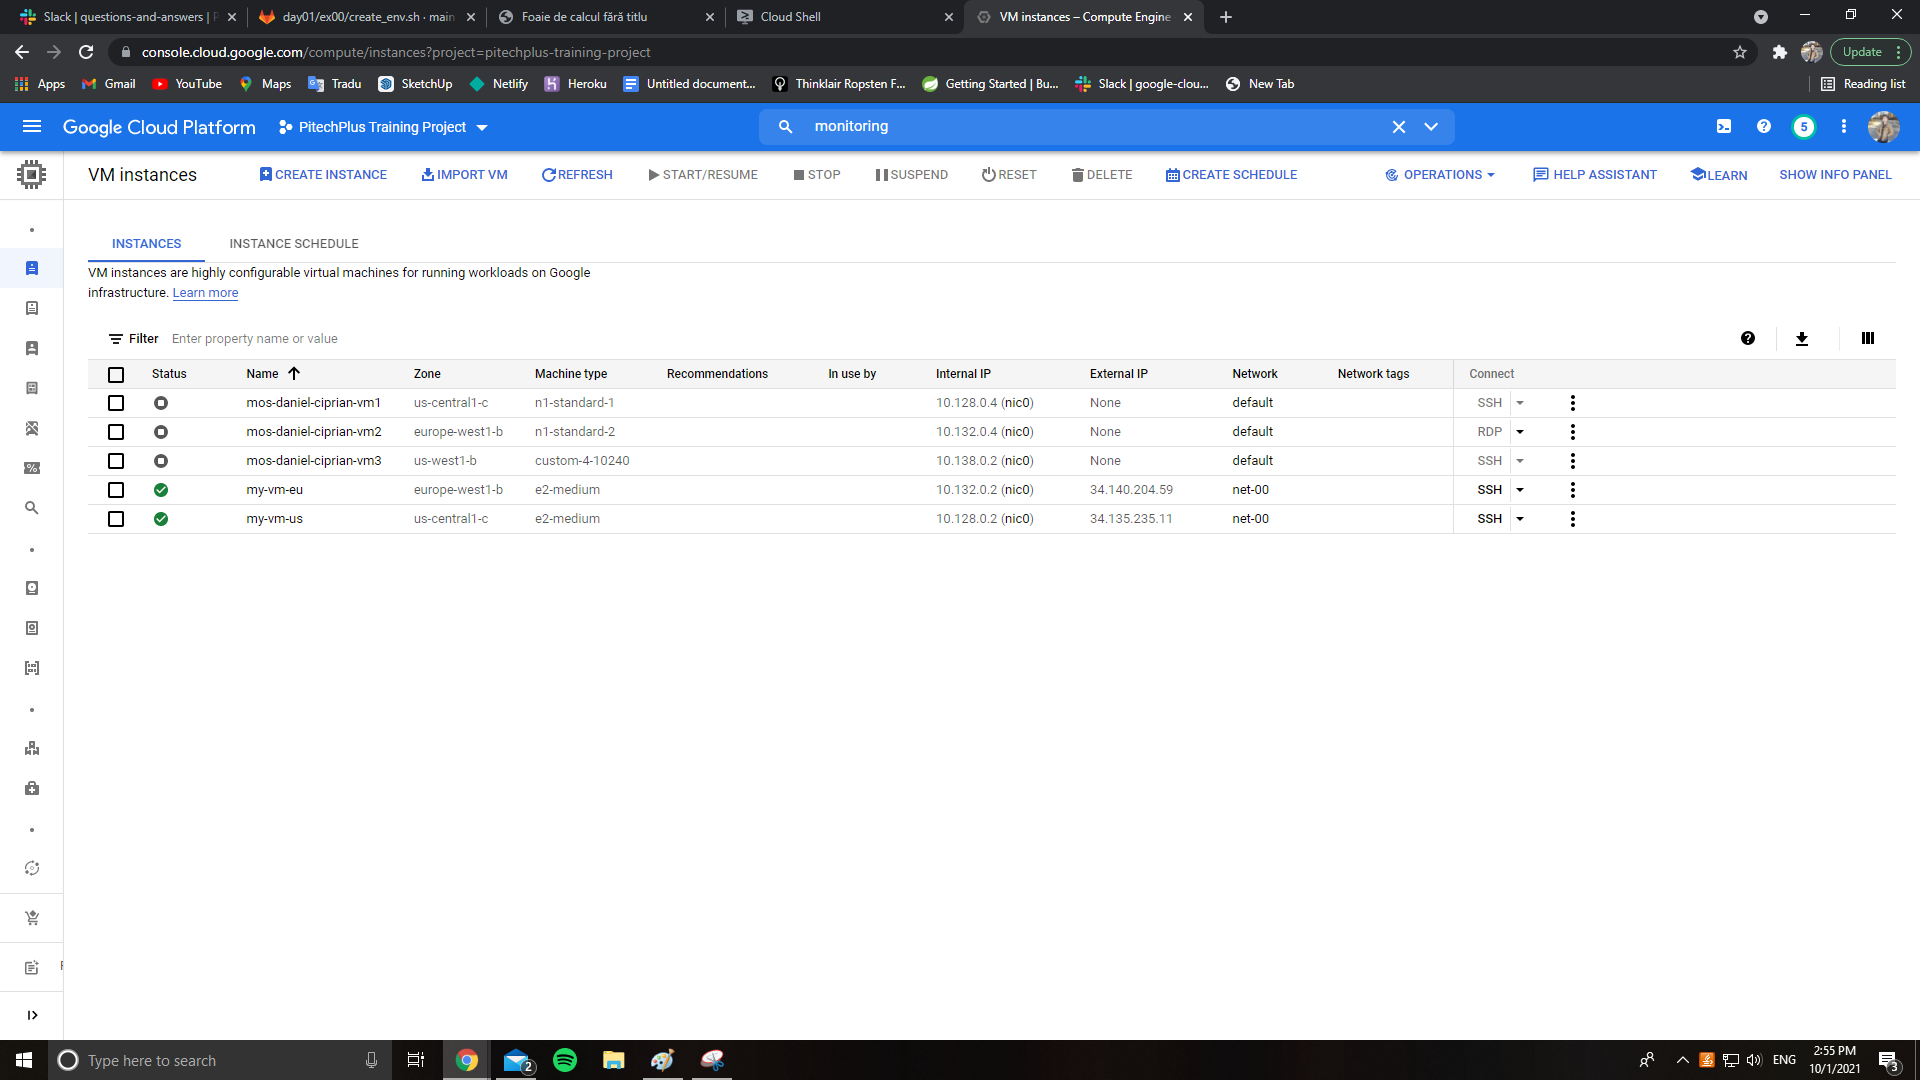 Slack | questions-and-answers | P
day01/ex00/create_env.sh · main
Foaie de calcul fără titlu
Cloud Shell
VM instances – Compute Engine
console.cloud.google.com/compute/instances?project=pitechplus-training-project
Update
Apps
Gmail
YouTube
Maps
Tradu
SketchUp
Netlify
Heroku
Untitled document...
Thinklair Ropsten F...
Getting Started | Bu...
Slack | google-clou...
New Tab
Reading list
Google Cloud Platform
PitechPlus Training Project
monitoring
5
VM instances
CREATE INSTANCE
IMPORT VM
REFRESH
START/RESUME
STOP
SUSPEND
RESET
DELETE
CREATE SCHEDULE
OPERATIONS
HELP ASSISTANT
LEARN
SHOW INFO PANEL
INSTANCES
INSTANCE SCHEDULE
VM instances are highly configurable virtual machines for running workloads on Google
infrastructure. Learn more
Filter Enter property name or value
Status Name Zone Machine type Recommendations In use by Internal IP External IP Network Network tags Connect
mos-daniel-ciprian-vm1 us-central1-c n1-standard-1 10.128.0.4 (nic0) None default SSH
mos-daniel-ciprian-vm2 europe-west1-b n1-standard-2 10.132.0.4 (nic0) None default RDP
mos-daniel-ciprian-vm3 us-west1-b custom-4-10240 10.138.0.2 (nic0) None default SSH
my-vm-eu europe-west1-b e2-medium 10.132.0.2 (nic0) 34.140.204.59 net-00 SSH
my-vm-us us-central1-c e2-medium 10.128.0.2 (nic0) 34.135.235.11 net-00 SSH
Type here to search
2
ENG
2:55 PM
10/1/2021
3